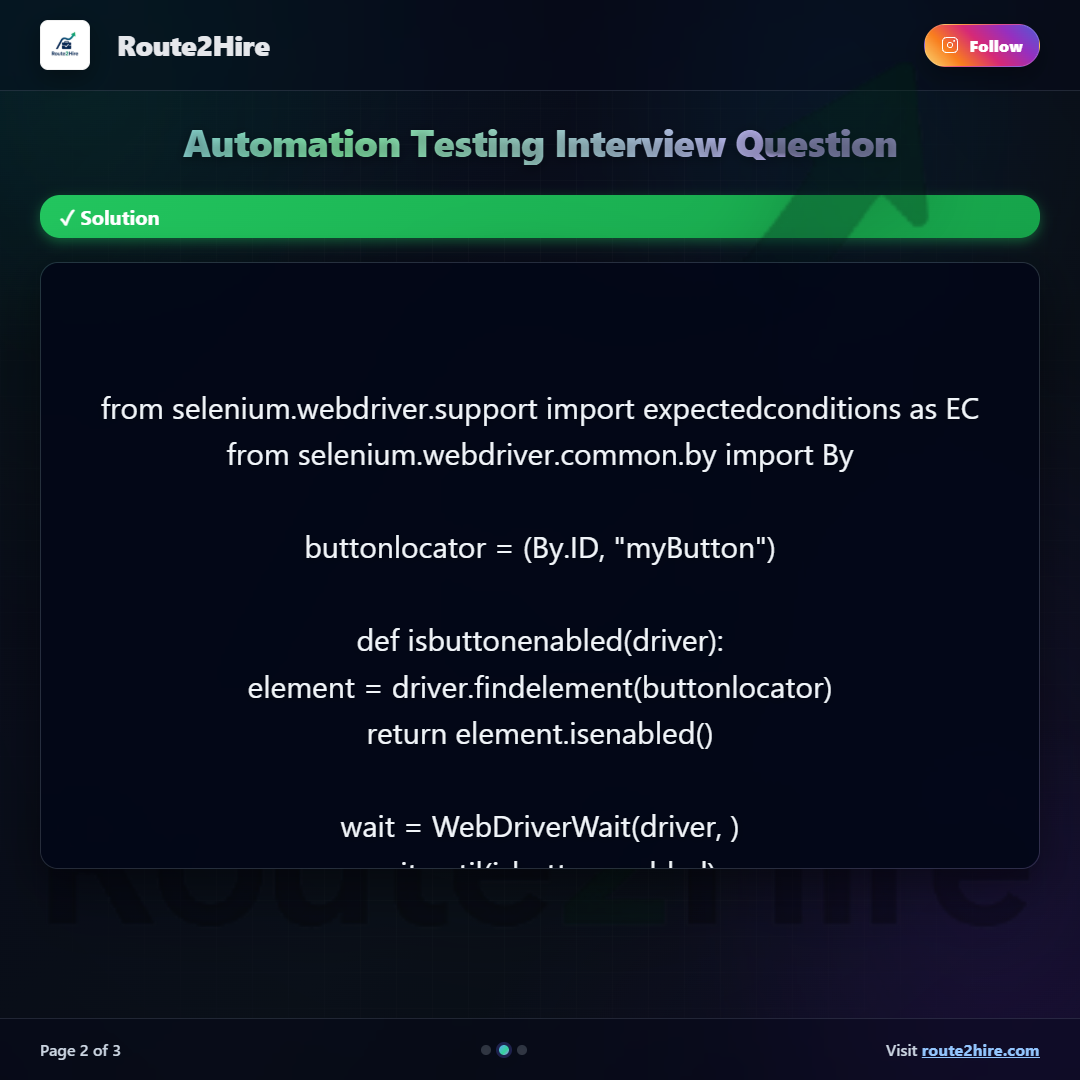 Route2Hire
Route2Hire
Follow
Automation Testing Interview Question
✓ Solution
from selenium.webdriver.support import expectedconditions as EC
from selenium.webdriver.common.by import By
buttonlocator = (By.ID, "myButton")
def isbuttonenabled(driver):
element = driver.findelement(buttonlocator)
return element.isenabled()
wait = WebDriverWait(driver, )
Route2Hire
Page 2 of 3
Visit route2hire.com